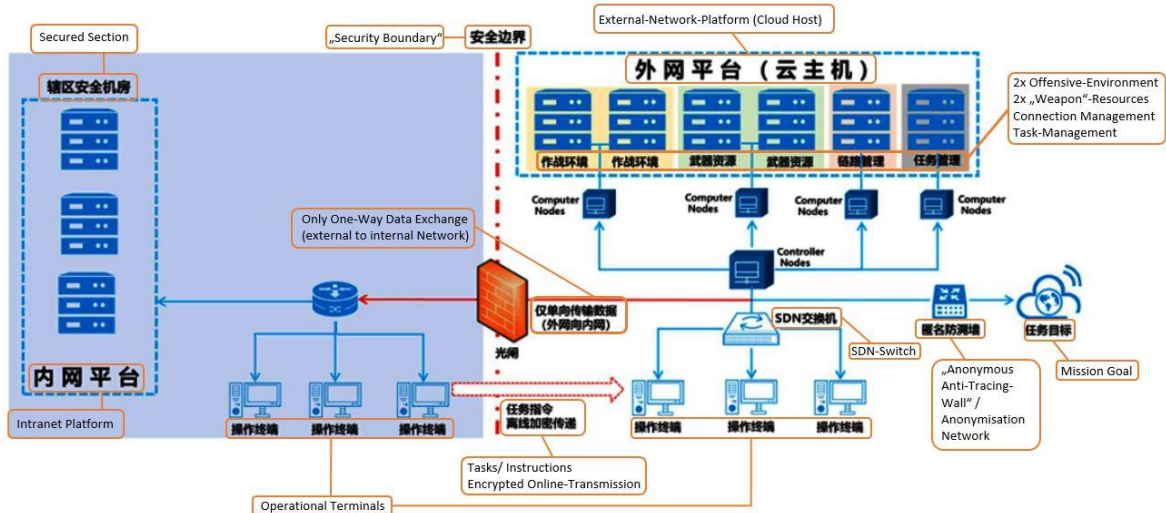 External-Network-Platform (Cloud Host)
Secured Section
„Security Boundary“
安全边界
外网平台（云主机）
辖区安全机房
2x Offensive-Environment
2x „Weapon“-Resources
Connection Management
Task-Management
作战环境
作战环境
武器资源
武器资源
链路管理
任务管理
Computer
Nodes
Computer
Nodes
Computer
Nodes
Computer
Nodes
Only One-Way Data Exchange
(external to internal Network)
Controller
Nodes
仅单向传输数据
（外网向内网）
SDN交换机
匿名防溯墙
任务目标
光闸
SDN-Switch
Mission Goal
内网平台
„Anonymous
Anti-Tracing-
Wall“ /
Anonymisation
Network
Intranet Platform
操作终端
操作终端
操作终端
任务指令
离线加密传递
操作终端
操作终端
操作终端
Tasks/ Instructions
Encrypted Online-Transmission
Operational Terminals